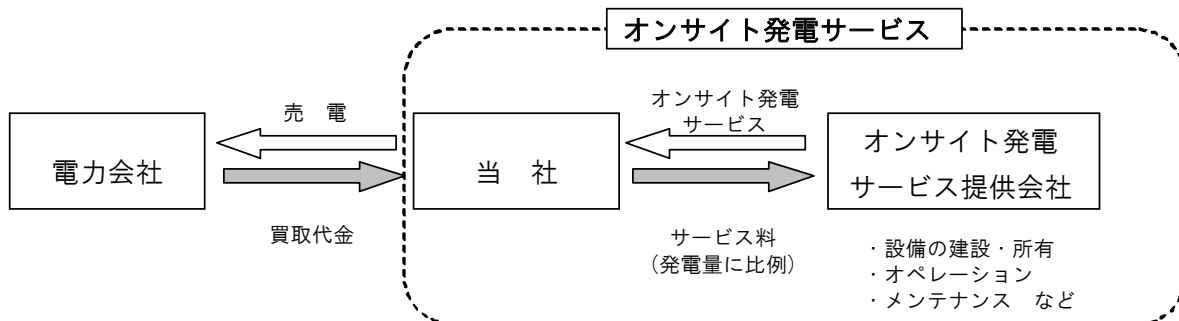 オンサイト発電サービス
売　電
オンサイト発電
サービス
電力会社
当　社
オンサイト発電
サービス提供会社
買取代金
サービス料
（発電量に比例）
・設備の建設・所有
・オペレーション
・メンテナンス　など